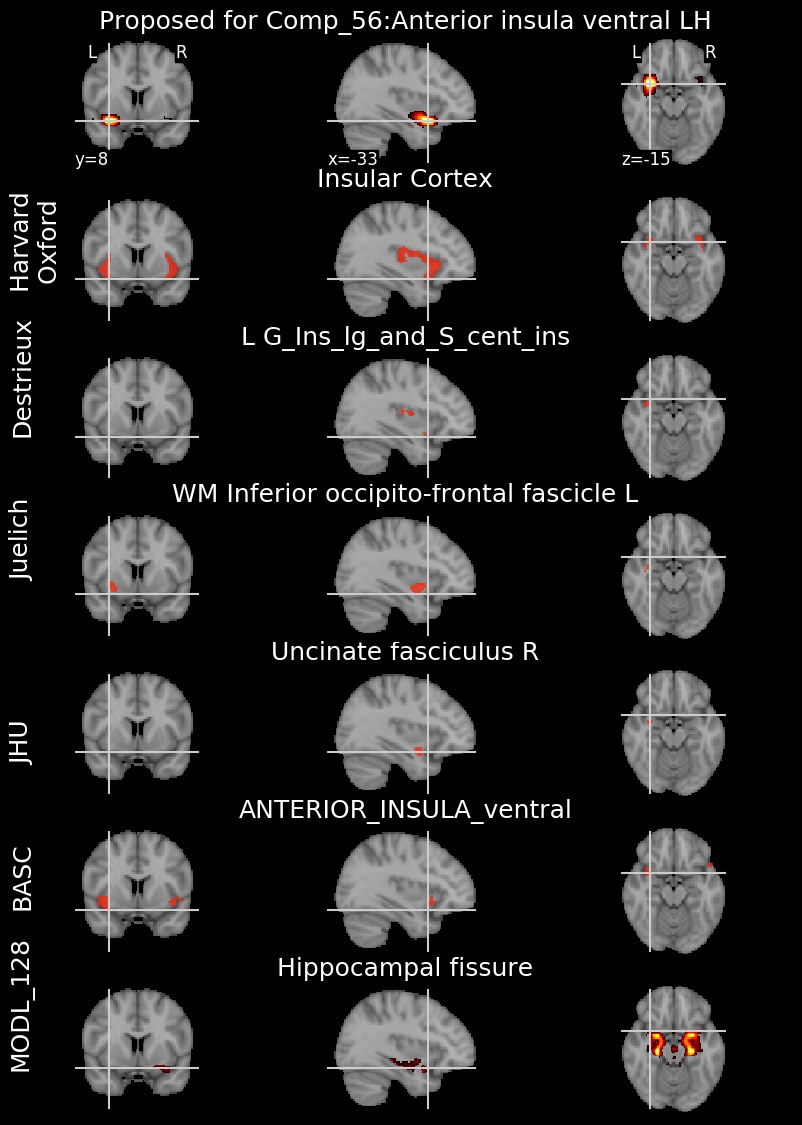 Proposed for Comp_56:Anterior insula ventral LH
L R L R
y=8 x=-33 z=-15
Insular Cortex
Harvard
Oxford
L G_Ins_lg_and_S_cent_ins
Destrieux
WM Inferior occipito-frontal fascicle L
Juelich
Uncinate fasciculus R
JHU
ANTERIOR_INSULA_ventral
BASC
Hippocampal fissure
MODL_128